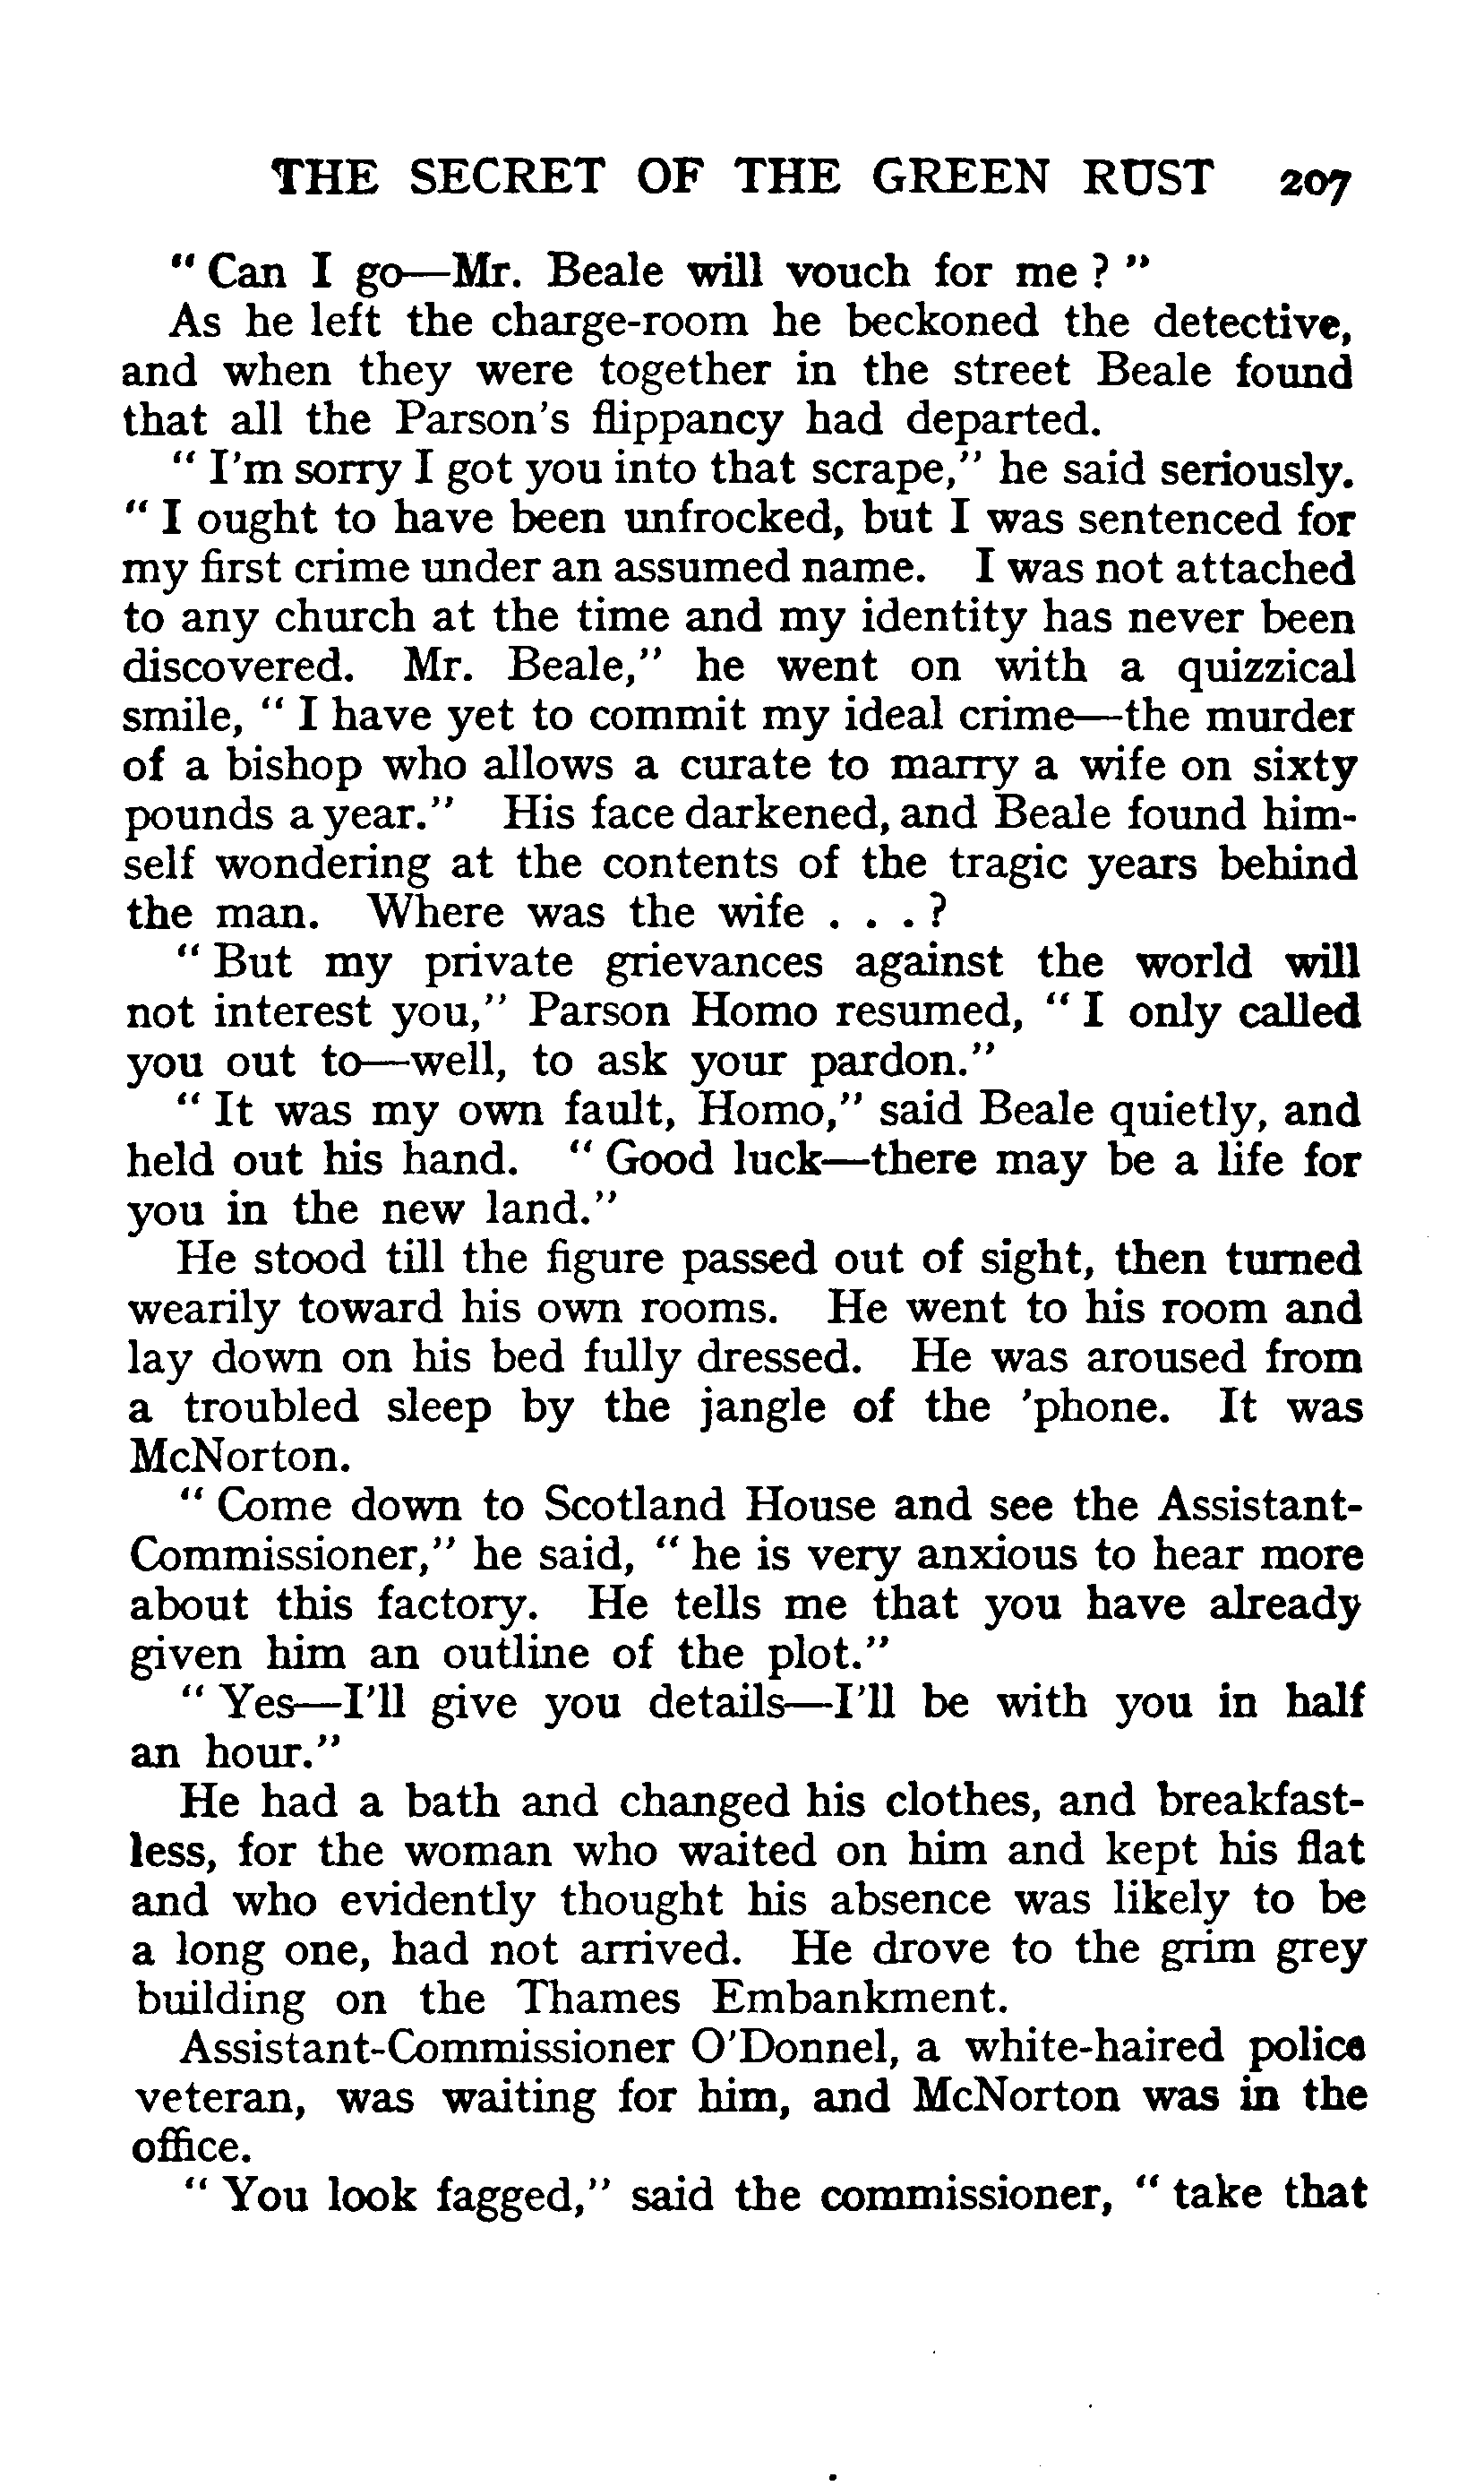 THE SECRET OF THE GREEN RUST 207
" Can I go—Mr. Beale will vouch for me ? "
As he left the charge-room he beckoned the detective,
and when they were together in the street Beale found
that all the Parson's flippancy had departed.
" I'm sorry I got you into that scrape," he said seriously.
" I ought to have been unfrocked, but I was sentenced for
my first crime under an assumed name. I was not attached
to any church at the time and my identity has never been
discovered. Mr. Beale," he went on with a quizzical
smile, " I have yet to commit my ideal crime—the murder
of a bishop who allows a curate to marry a wife on sixty
pounds a year." His face darkened, and Beale found him-
self wondering at the contents of the tragic years behind
the man. Where was the wife . . . ?
" But my private grievances against the world will
not interest you," Parson Homo resumed, " I only called
you out to—well, to ask your pardon."
" It was my own fault, Homo," said Beale quietly, and
held out his hand. " Good luck—there may be a life for
you in the new land."
He stood till the figure passed out of sight, then turned
wearily toward his own rooms. He went to his room and
lay down on his bed fully dressed. He was aroused from
a troubled sleep by the jangle of the 'phone. It was
McNorton.
" Come down to Scotland House and see the Assistant-
Commissioner," he said, " he is very anxious to hear more
about this factory. He tells me that you have already
given him an outline of the plot."
" Yes—I'll give you details—I'll be with you in half
an hour."
He had a bath and changed his clothes, and breakfast-
less, for the woman who waited on him and kept his flat
and who evidently thought his absence was likely to be
a long one, had not arrived. He drove to the grim grey
building on the Thames Embankment.
Assistant-Commissioner O'Donnel, a white-haired police
veteran, was waiting for him, and McNorton was in the
office.
" You look fagged," said the commissioner, " take that